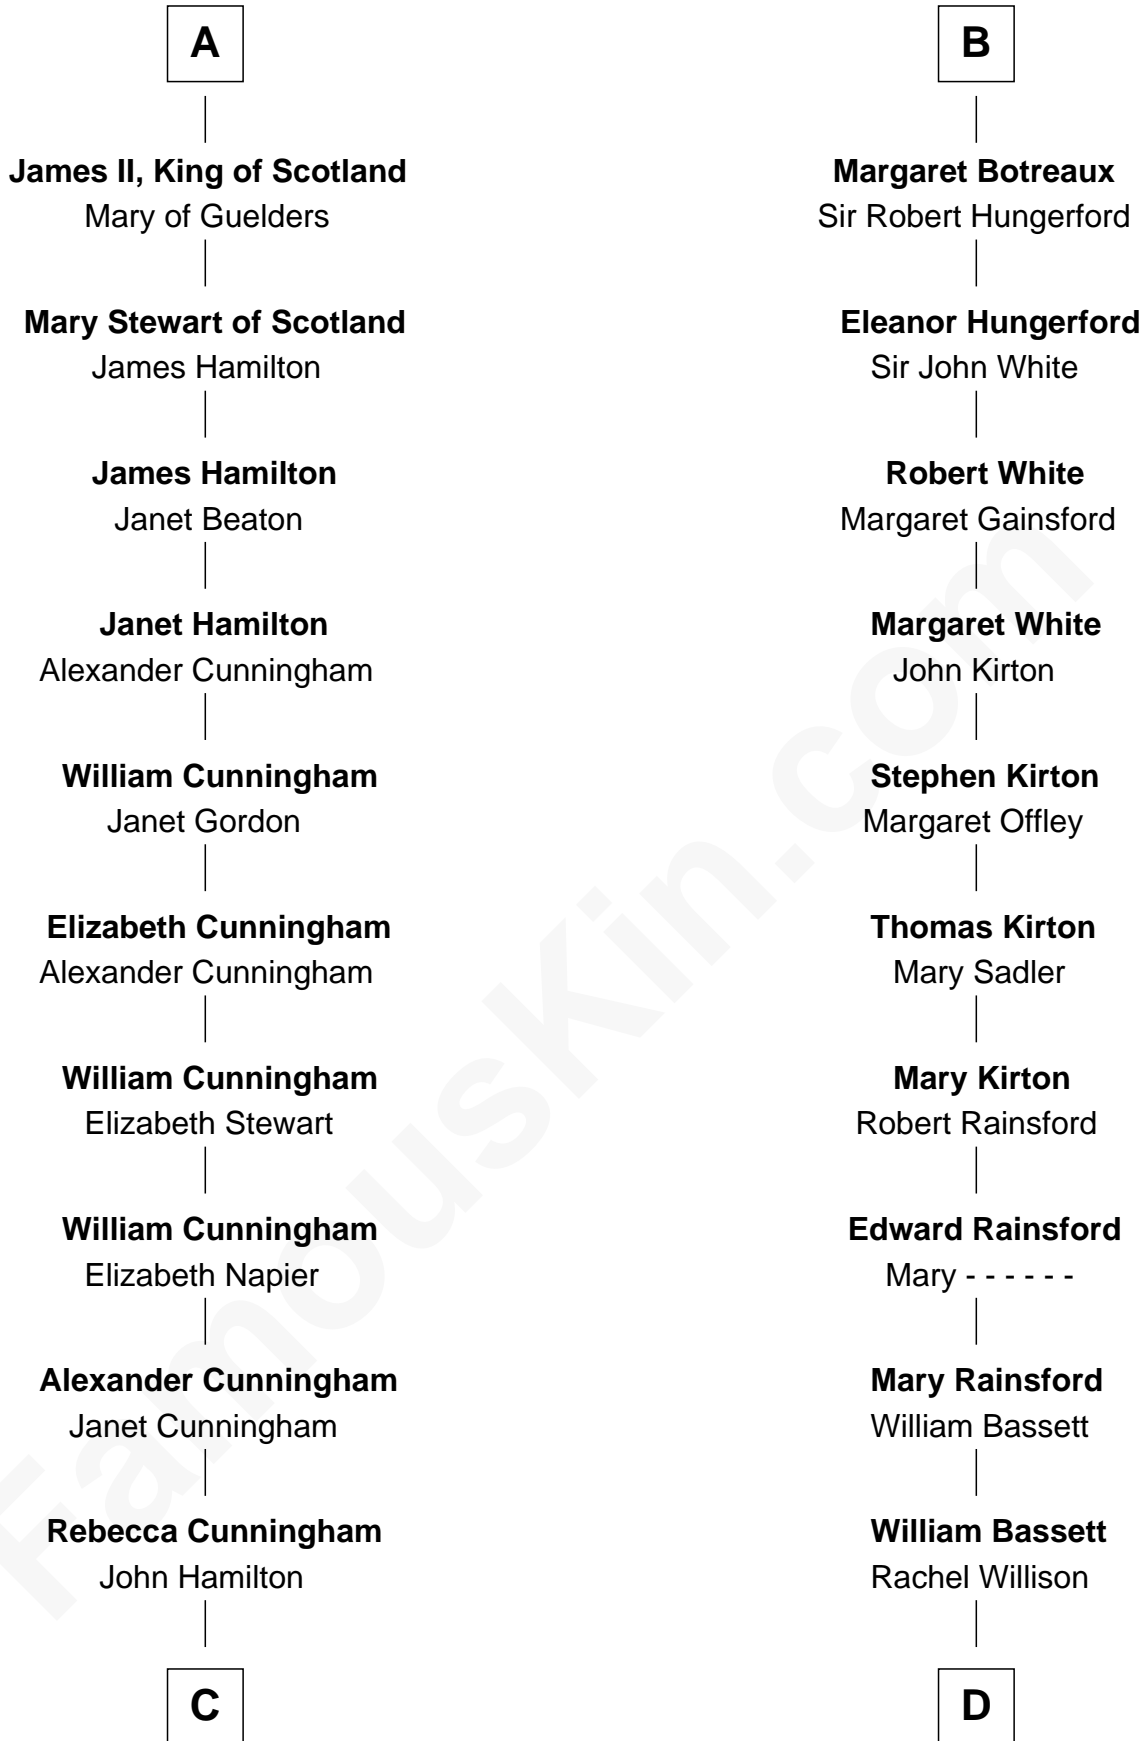 A
B
James II, King of Scotland
Mary of Guelders
Margaret Botreaux
Sir Robert Hungerford
Mary Stewart of Scotland
James Hamilton
Eleanor Hungerford
Sir John White
James Hamilton
Janet Beaton
Robert White
Margaret Gainsford
Janet Hamilton
Alexander Cunningham
Margaret White
John Kirton
William Cunningham
Janet Gordon
Stephen Kirton
Margaret Offley
Elizabeth Cunningham
Alexander Cunningham
Thomas Kirton
Mary Sadler
William Cunningham
Elizabeth Stewart
Mary Kirton
Robert Rainsford
William Cunningham
Elizabeth Napier
Edward Rainsford
Mary - - - - - -
Alexander Cunningham
Janet Cunningham
Mary Rainsford
William Bassett
Rebecca Cunningham
John Hamilton
William Bassett
Rachel Willison
C
D
FamousKin.com